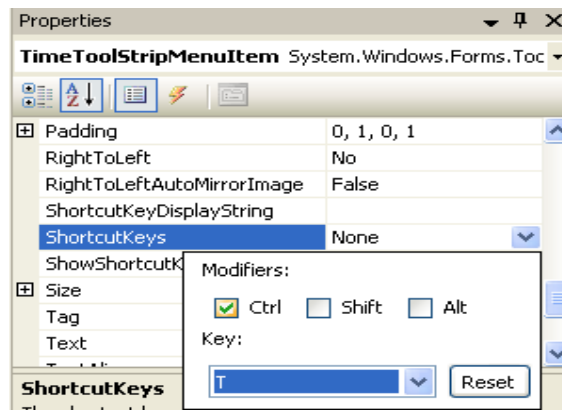 Properties
TimeToolStripMenuItem System.Windows.Forms.Toc
Padding 0, 1, 0, 1
RightToLeft No
RightToLeftAutoMirrorImage False
ShortcutKeyDisplayString
ShortcutKeys None
ShowShortcutK
Modifiers:
Size
Ctrl Shift Alt
Tag
Key:
Text
T Reset
ShortcutKeys